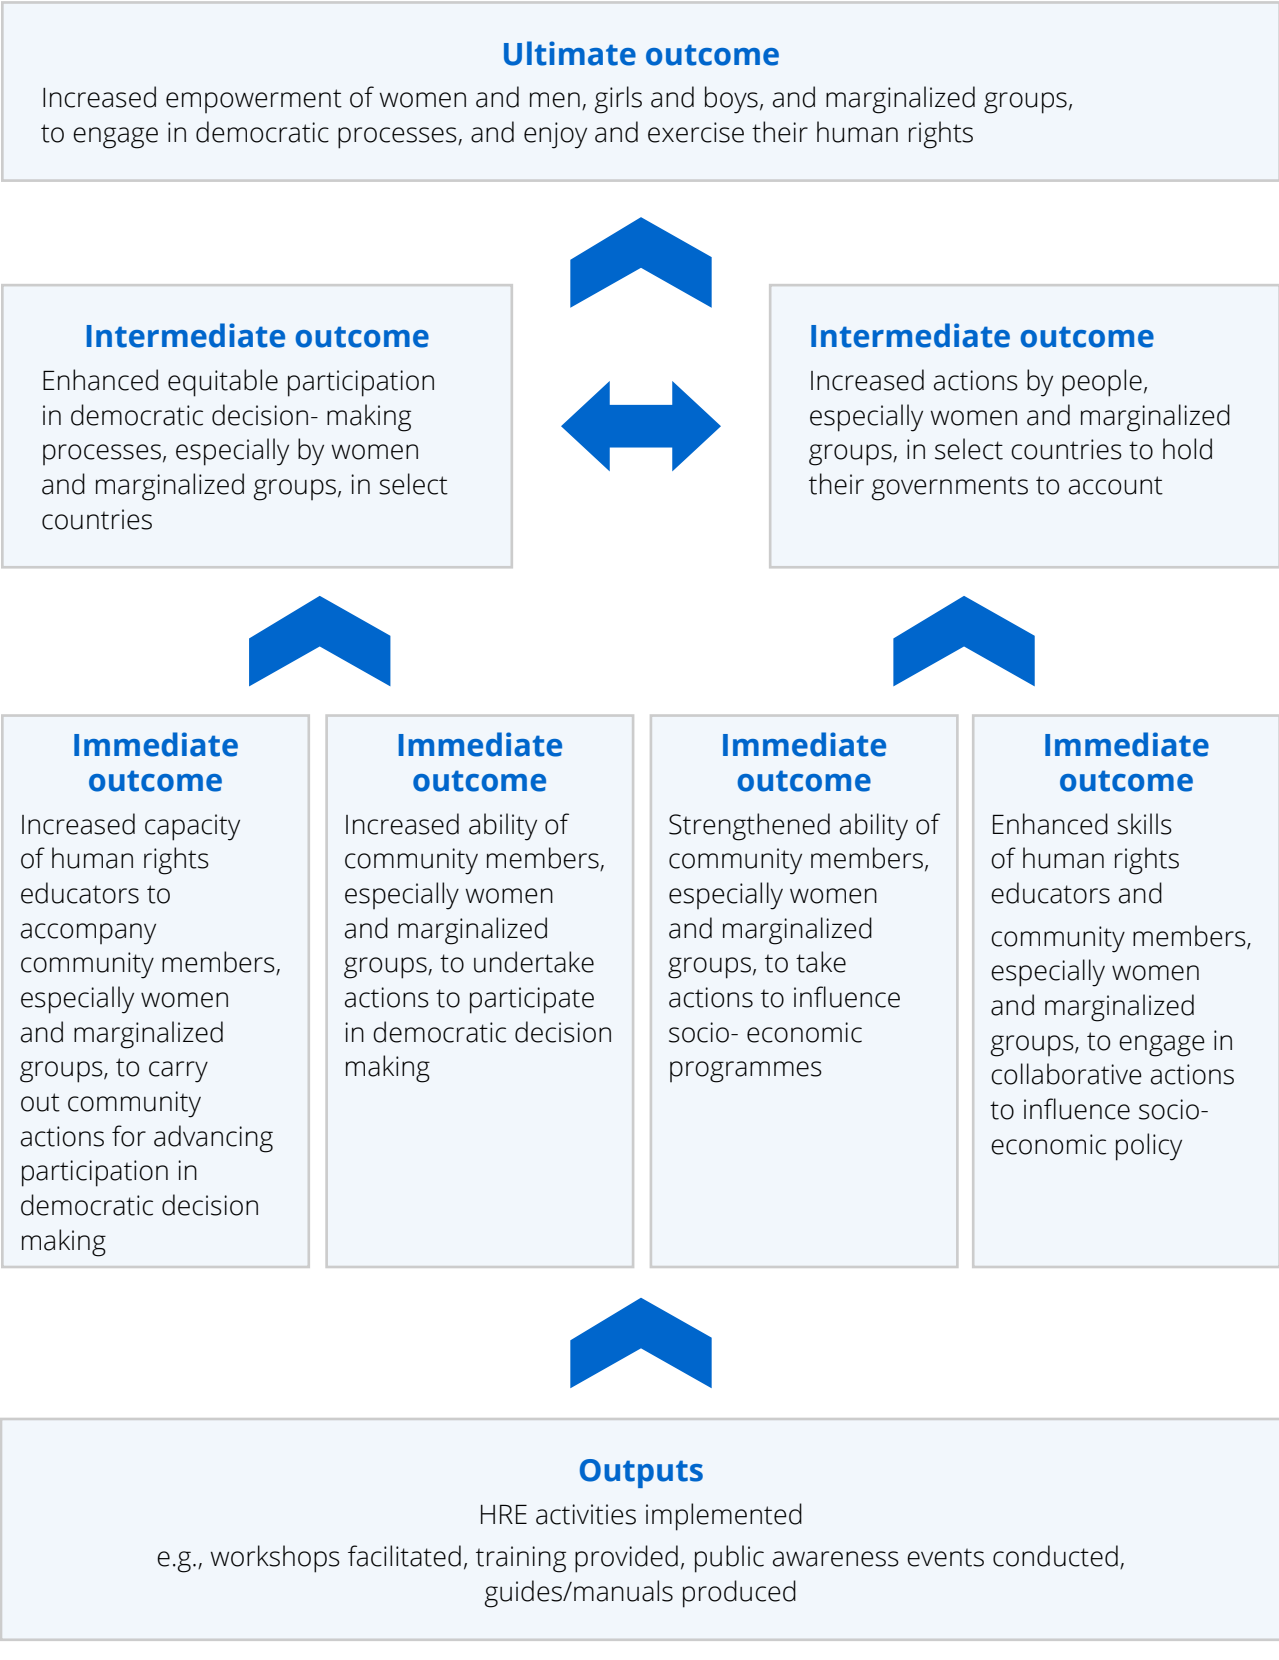 Ultimate outcome
Increased empowerment of women and men, girls and boys, and marginalized groups,
to engage in democratic processes, and enjoy and exercise their human rights
Intermediate outcome
Enhanced equitable participation
in democratic decision- making
processes, especially by women
and marginalized groups, in select
countries
Intermediate outcome
Increased actions by people,
especially women and marginalized
groups, in select countries to hold
their governments to account
Immediate
outcome
Increased capacity
of human rights
educators to
accompany
community members,
especially women
and marginalized
groups, to carry
out community
actions for advancing
participation in
democratic decision
making
Immediate
outcome
Increased ability of
community members,
especially women
and marginalized
groups, to undertake
actions to participate
in democratic decision
making
Immediate
outcome
Strengthened ability of
community members,
especially women
and marginalized
groups, to take
actions to influence
socio- economic
programmes
Immediate
outcome
Enhanced skills
of human rights
educators and
community members,
especially women
and marginalized
groups, to engage in
collaborative actions
to influence socio-
economic policy
Outputs
HRE activities implemented
e.g., workshops facilitated, training provided, public awareness events conducted,
guides/manuals produced